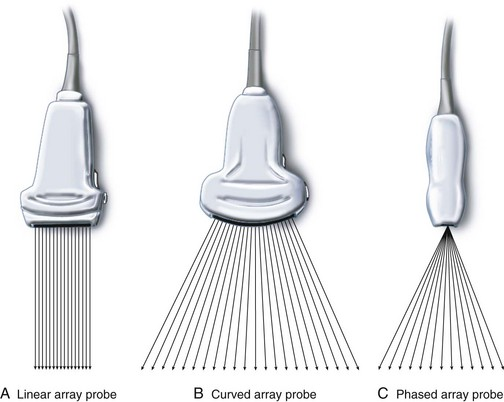 A Linear array probe
B Curved array probe
C Phased array probe